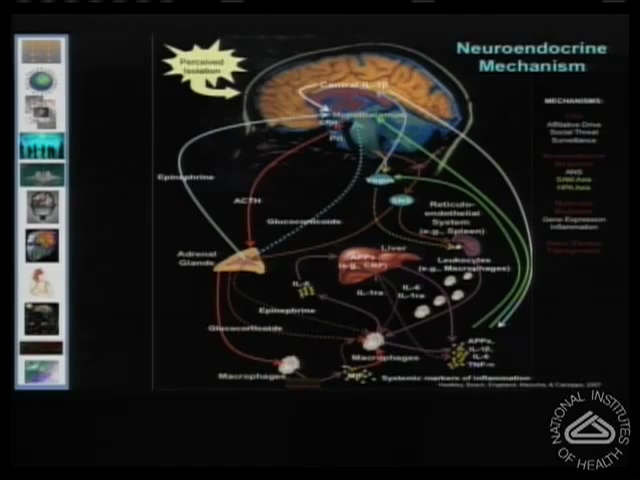 Neuroendocrine
Mechanism
Perceived
Isolation
Central IL-1β
Hypothalamus
CRH
Pit
MECHANISMS:
Affiliative Drive
Social Threat
Surveillance
ANS
SAM Axis
HPA Axis
Gene Expression
Inflammation
Epinephrine
Vagus
SNS
ACTH
Glucocorticoids
Reticulo-
endothelial
System
(e.g., Spleen)
Adrenal
Glands
Liver
APPs
(e.g., CRP)
Leukocytes
(e.g., Macrophages)
IL-6
IL-1ra
IL-6
IL-1ra
Epinephrine
Glucocorticoids
Macrophages
APPs,
IL-1β,
IL-6
TNF-α
Macrophages
Systemic markers of inflammation
NATIONAL INSTITUTES
OF HEALTH